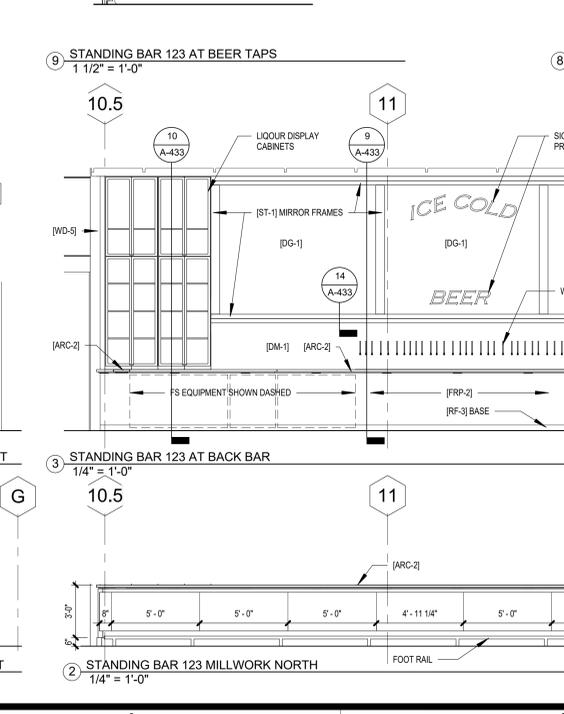 9 STANDING BAR 123 AT BEER TAPS
1 1/2" = 1'-0"
8
10.5
11
10
A-433
LIQOUR DISPLAY
CABINETS
9
A-433
SIG
PR
[ST-1] MIRROR FRAMES
ICE COLD
[WD-5]
[DG-1]
[DG-1]
14
A-433
BEER
W
[ARC-2]
[DM-1]
[ARC-2]
FS EQUIPMENT SHOWN DASHED
[FRP-2]
[RF-3] BASE
T
3 STANDING BAR 123 AT BACK BAR
1/4" = 1'-0"
G
10.5
11
[ARC-2]
3'-0"
8"
5' - 0"
5' - 0"
5' - 0"
4' - 11 1/4"
5' - 0"
6"
FOOT RAIL
T
2 STANDING BAR 123 MILLWORK NORTH
1/4" = 1'-0"